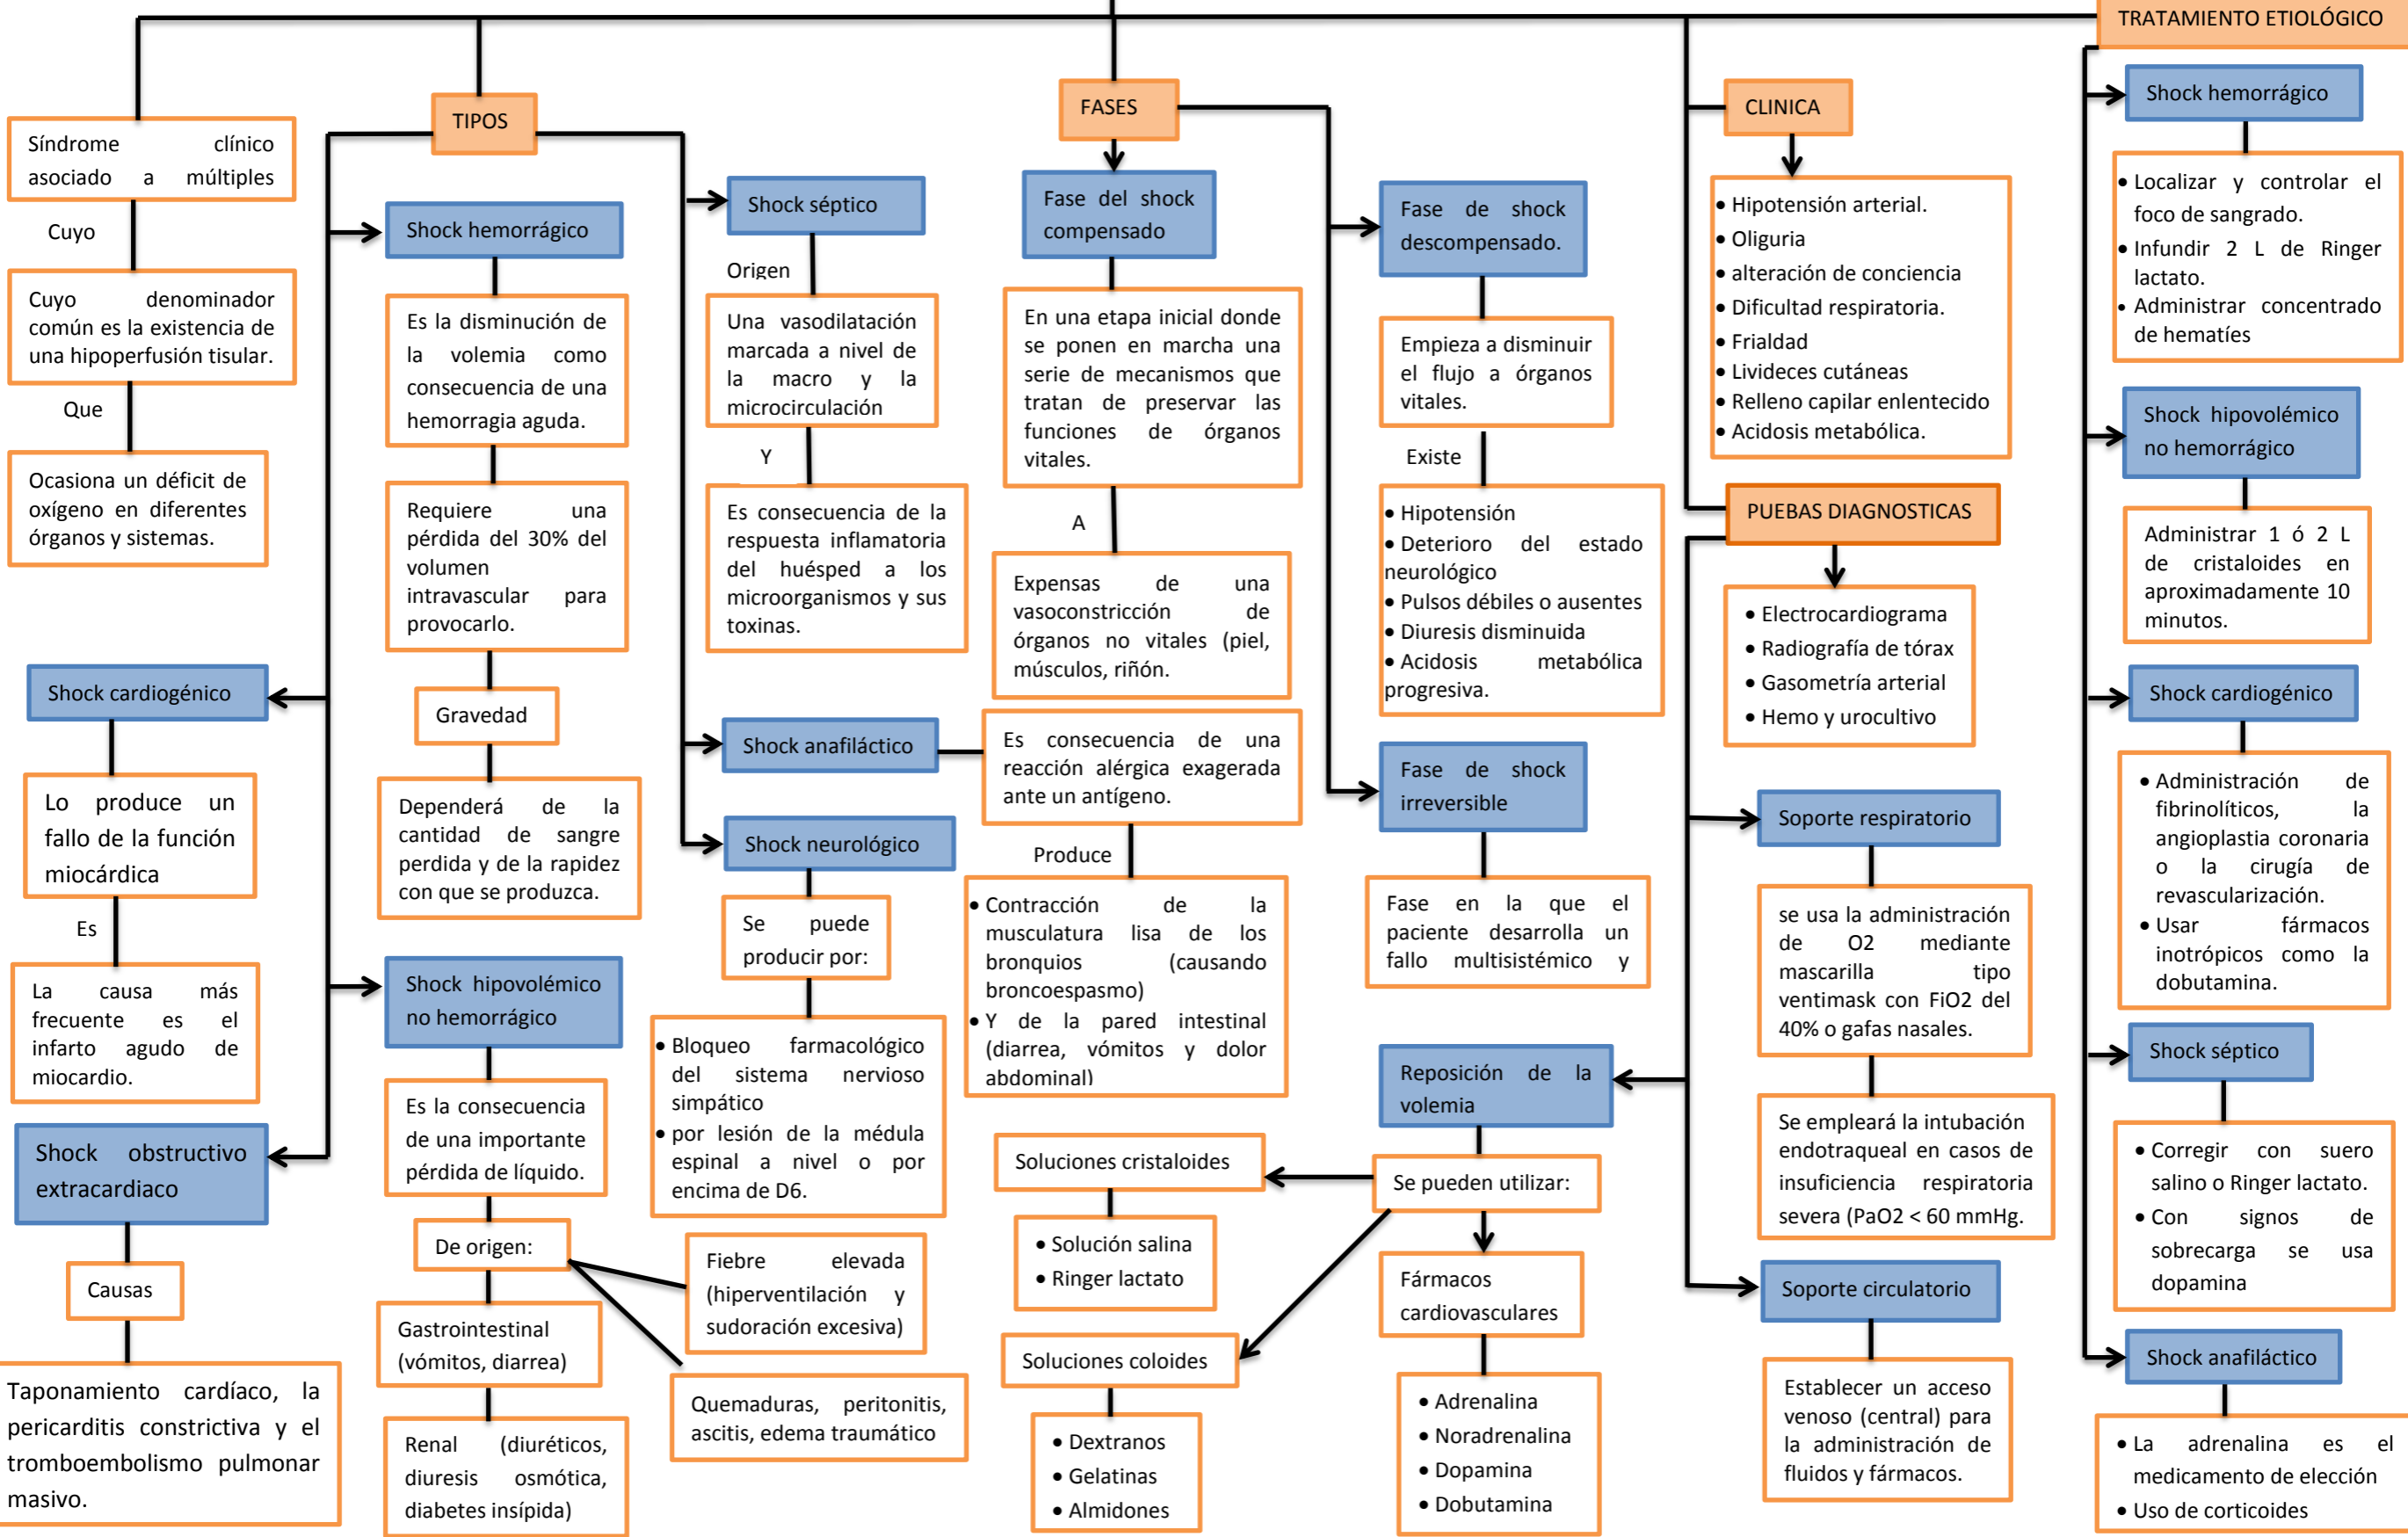 TRATAMIENTO ETIOLÓGICO
Síndrome clínico
asociado a múltiples
Cuyo
Cuyo denominador
común es la existencia de
una hipoperfusión tisular.
Que
Ocasiona un déficit de
oxígeno en diferentes
órganos y sistemas.
TIPOS
Shock hemorrágico
Es la disminución de
la volemia como
consecuencia de una
hemorragia aguda.
Requiere una
pérdida del 30% del
volumen
intravascular para
provocarlo.
Gravedad
Dependerá de la
cantidad de sangre
perdida y de la rapidez
con que se produzca.
Shock cardiogénico
Lo produce un
fallo de la función
miocárdica
Es
La causa más
frecuente es el
infarto agudo de
miocardio.
Shock obstructivo
extracardiaco
Causas
Taponamiento cardíaco, la
pericarditis constrictiva y el
tromboembolismo pulmonar
masivo.
Shock hipovolémico
no hemorrágico
Es la consecuencia
de una importante
pérdida de líquido.
De origen:
Gastrointestinal
(vómitos, diarrea)
Renal (diuréticos,
diuresis osmótica,
diabetes insípida)
Fiebre elevada
(hiperventilación y
sudoración excesiva)
Quemaduras, peritonitis,
ascitis, edema traumático
Shock séptico
Origen
Una vasodilatación
marcada a nivel de
la macro y la
microcirculación
Y
Es consecuencia de la
respuesta inflamatoria
del huésped a los
microorganismos y sus
toxinas.
Shock anafiláctico
Es consecuencia de una
reacción alérgica exagerada
ante un antígeno.
Produce
• Contracción de la
musculatura lisa de los
bronquios (causando
broncoespasmo)
• Y de la pared intestinal
(diarrea, vómitos y dolor
abdominal)
Shock neurológico
Se puede
producir por:
• Bloqueo farmacológico
del sistema nervioso
simpático
• por lesión de la médula
espinal a nivel o por
encima de D6.
FASES
Fase del shock
compensado
En una etapa inicial donde
se ponen en marcha una
serie de mecanismos que
tratan de preservar las
funciones de órganos
vitales.
A
Expensas de una
vasoconstricción de
órganos no vitales (piel,
músculos, riñón.
Fase de shock
descompensado.
Empieza a disminuir
el flujo a órganos
vitales.
Existe
• Hipotensión
• Deterioro del estado
neurológico
• Pulsos débiles o ausentes
• Diuresis disminuida
• Acidosis metabólica
progresiva.
Fase de shock
irreversible
Fase en la que el
paciente desarrolla un
fallo multisistémico y
CLINICA
• Hipotensión arterial.
• Oliguria
• alteración de conciencia
• Dificultad respiratoria.
• Frialdad
• Livideces cutáneas
• Relleno capilar enlentecido
• Acidosis metabólica.
PUEBAS DIAGNOSTICAS
• Electrocardiograma
• Radiografía de tórax
• Gasometría arterial
• Hemo y urocultivo
Soporte respiratorio
se usa la administración
de O2 mediante
mascarilla tipo
ventimask con FiO2 del
40% o gafas nasales.
Se empleará la intubación
endotraqueal en casos de
insuficiencia respiratoria
severa (PaO2 < 60 mmHg.
Reposición de la
volemia
Se pueden utilizar:
Soluciones cristaloides
• Solución salina
• Ringer lactato
Soluciones coloides
• Dextranos
• Gelatinas
• Almidones
Fármacos
cardiovasculares
• Adrenalina
• Noradrenalina
• Dopamina
• Dobutamina
Soporte circulatorio
Establecer un acceso
venoso (central) para
la administración de
fluidos y fármacos.
Shock hemorrágico
• Localizar y controlar el
foco de sangrado.
• Infundir 2 L de Ringer
lactato.
• Administrar concentrado
de hematíes
Shock hipovolémico
no hemorrágico
Administrar 1 ó 2 L
de cristaloides en
aproximadamente 10
minutos.
Shock cardiogénico
• Administración de
fibrinolíticos, la
angioplastia coronaria
o la cirugía de
revascularización.
• Usar fármacos
inotrópicos como la
dobutamina.
Shock séptico
• Corregir con suero
salino o Ringer lactato.
• Con signos de
sobrecarga se usa
dopamina
Shock anafiláctico
• La adrenalina es el
medicamento de elección
• Uso de corticoides